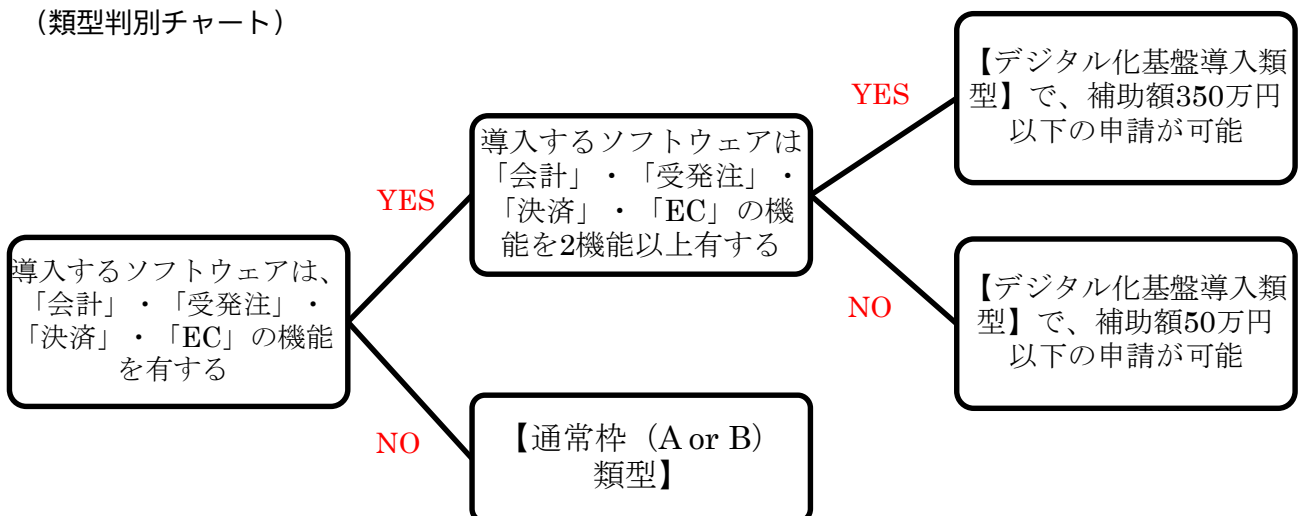 （類型判別チャート）
導入するソフトウェアは、
「会計」・「受発注」・
「決済」・「EC」の機能
を有する
YES
NO
導入するソフトウェアは
「会計」・「受発注」・
「決済」・「EC」の機
能を2機能以上有する
【通常枠（A or B）
類型】
YES
NO
【デジタル化基盤導入類
型】で、補助額350万円
以下の申請が可能
【デジタル化基盤導入類
型】で、補助額50万円
以下の申請が可能